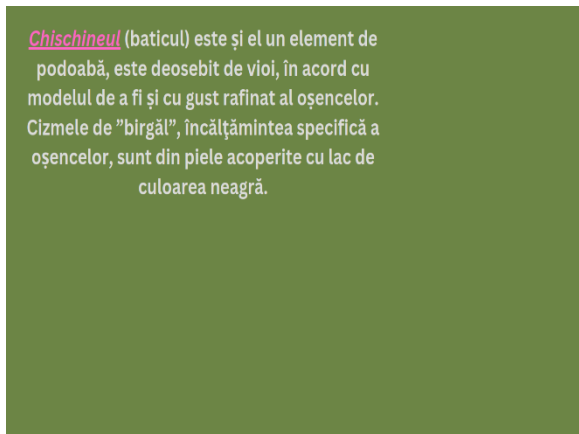 Chischineul (baticul) este și el un element de
podoabă, este deosebit de vioi, în acord cu
modelul de a fi și cu gust rafinat al oșencelor.
Cizmele de ”birgăl”, încălţămintea specifică a
oșencelor, sunt din piele acoperite cu lac de
culoarea neagră.